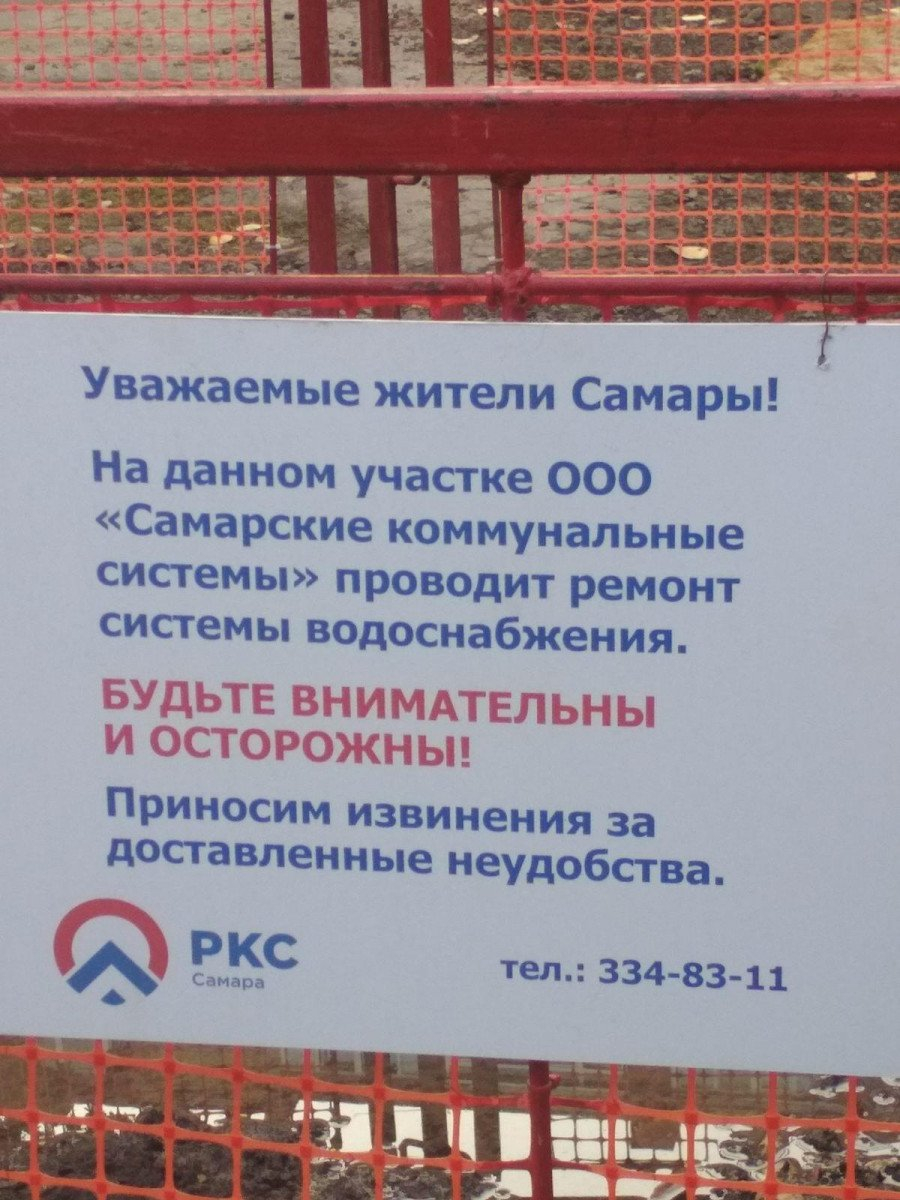 Уважаемые жители Самары!
На данном участке ООО
«Самарские коммунальные
системы» проводит ремонт
системы водоснабжения.
БУДЬТЕ ВНИМАТЕЛЬНЫ
И ОСТОРОЖНЫ!
Приносим извинения за
доставленные неудобства.
РКС
Самара
тел.: 334-83-11